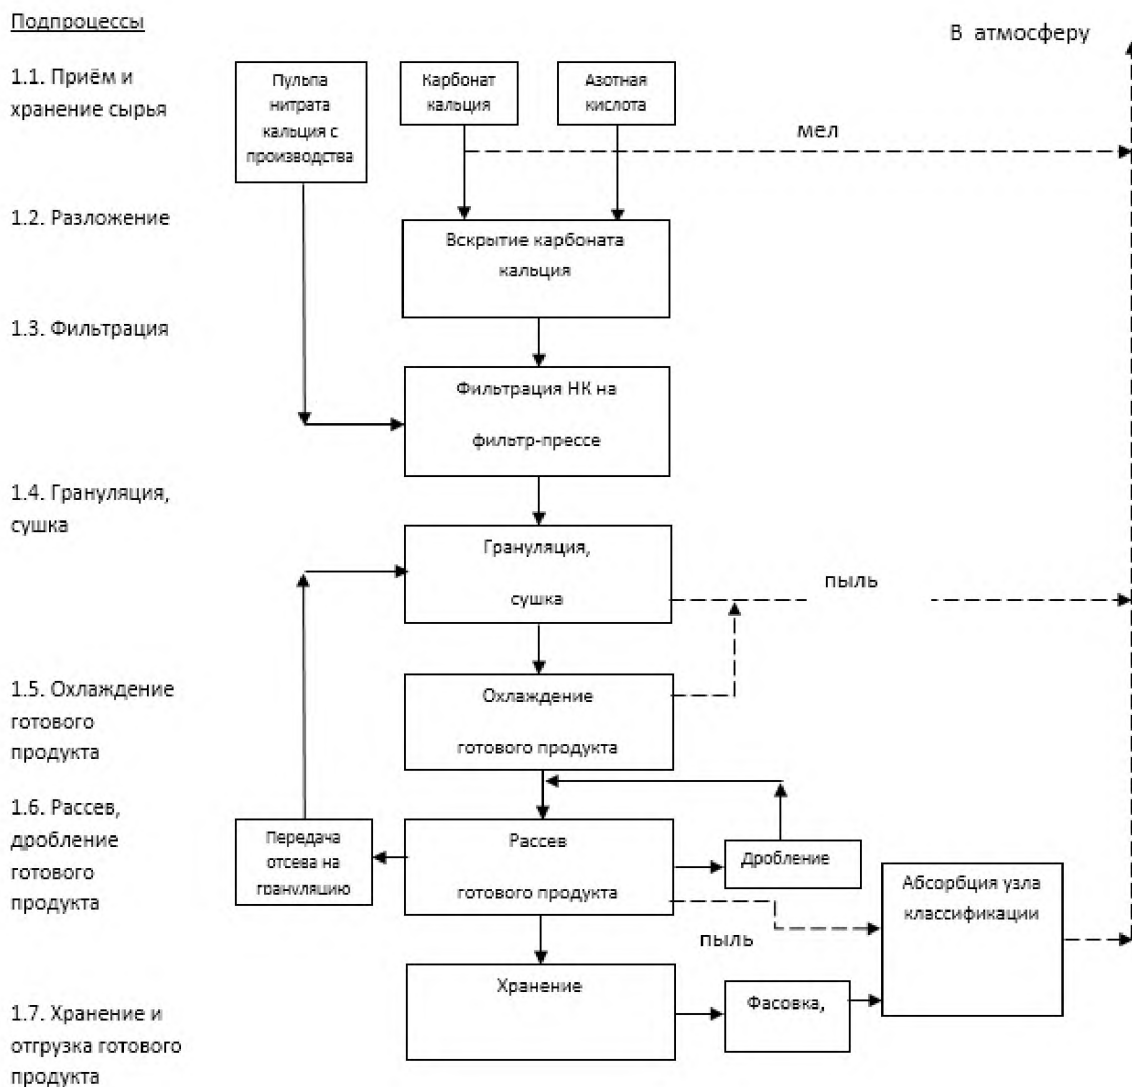 Подпроцессы
В атмосферу
1.1. Приём и
хранение сырья
Пульпа
нитрата
кальция с
производства
Карбонат
кальция
Азотная
кислота
мел
1.2. Разложение
Вскрытие карбоната
кальция
1.3. Фильтрация
Фильтрация НК на
фильтр-прессе
1.4. Грануляция,
сушка
Грануляция,
сушка
пыль
1.5. Охлаждение
готового
продукта
Охлаждение
готового продукта
1.6. Рассев,
дробление
готового
продукта
Передача
отсева на
грануляцию
Рассев
готового продукта
Дробление
Абсорбция узла
классификации
пыль
1.7. Хранение и
отгрузка готового
продукта
Хранение
Фасовка,